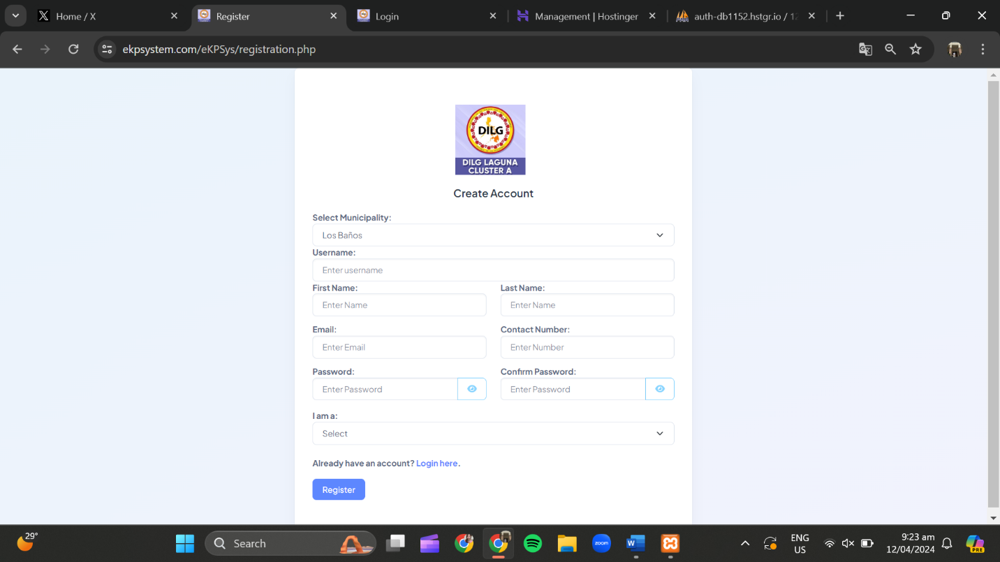 Home / X
Register
Login
Management | Hostinger
auth-db1152.hstgr.io / 12
ekpsystem.com/eKPSys/registration.php
DILG
DILG LAGUNA
CLUSTER A
Create Account
Select Municipality:
Los Baños
Username:
Enter username
First Name: Last Name:
Enter Name Enter Name
Email: Contact Number:
Enter Email Enter Number
Password: Confirm Password:
Enter Password Enter Password
I am a:
Select
Already have an account? Login here.
Register
29°
Search
zoom
W
ENG
US
9:23 am
12/04/2024
PRE